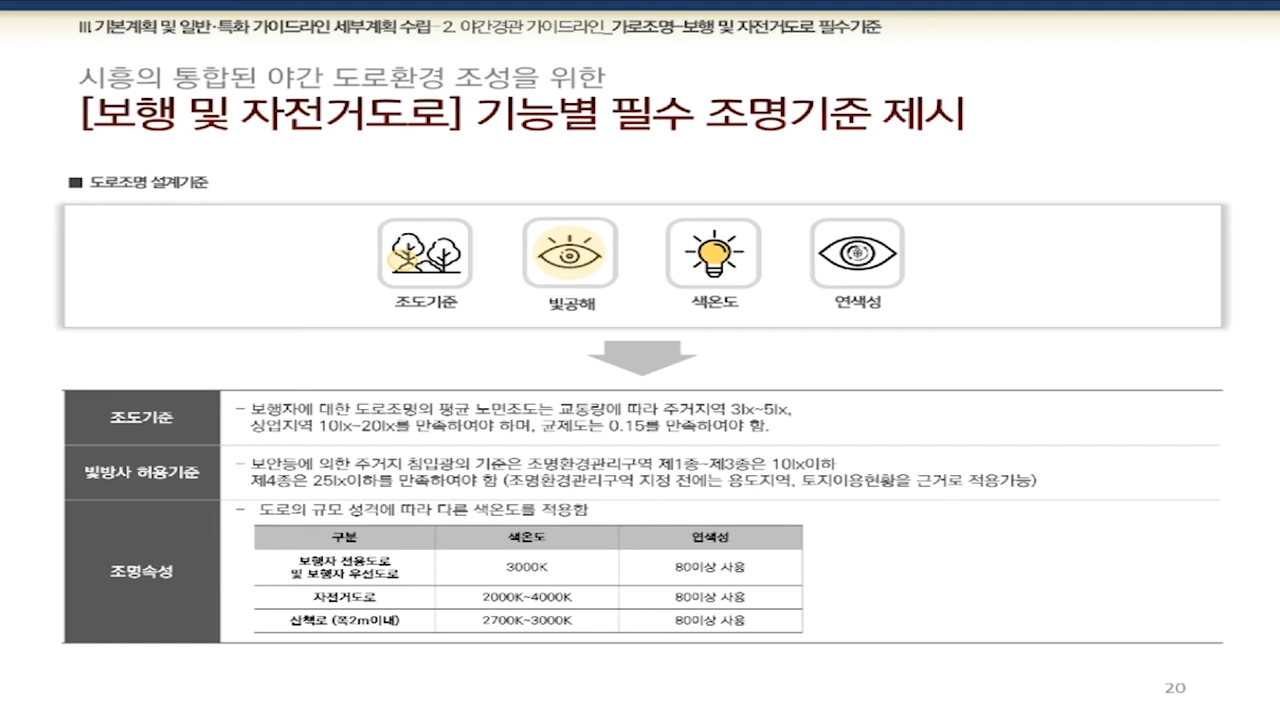 Ⅲ. 기본계획 및 일반·특화 가이드라인 세부계획 수립 - 2. 야간경관 가이드라인_가로조명-보행 및 자전거도로 필수기준
시흥의 통합된 야간 도로환경 조성을 위한
[보행 및 자전거도로] 기능별 필수 조명기준 제시
■ 도로조명 설계기준
조도기준 빛공해 색온도 연색성
조도기준
- 보행자에 대한 도로조명의 평균 노면조도는 교통량에 따라 주거지역 3lx~5lx,
상업지역 10lx~20lx를 만족하여야 하며, 균제도는 0.15를 만족하여야 함.
빛방사 허용기준
- 보안등에 의한 주거지 침입광의 기준은 조명환경관리구역 제1종~제3종은 10lx이하
제4종은 25lx이하를 만족하여야 함 (조명환경관리구역 지정 전에는 용도지역, 토지이용현황을 근거로 적용가능)
조명속성
- 도로의 규모 성격에 따라 다른 색온도를 적용함
구분 색온도 연색성
보행자 전용도로
및 보행자 우선도로 3000K 80이상 사용
자전거도로 2000K~4000K 80이상 사용
산책로 (폭2m이내) 2700K~3000K 80이상 사용
20